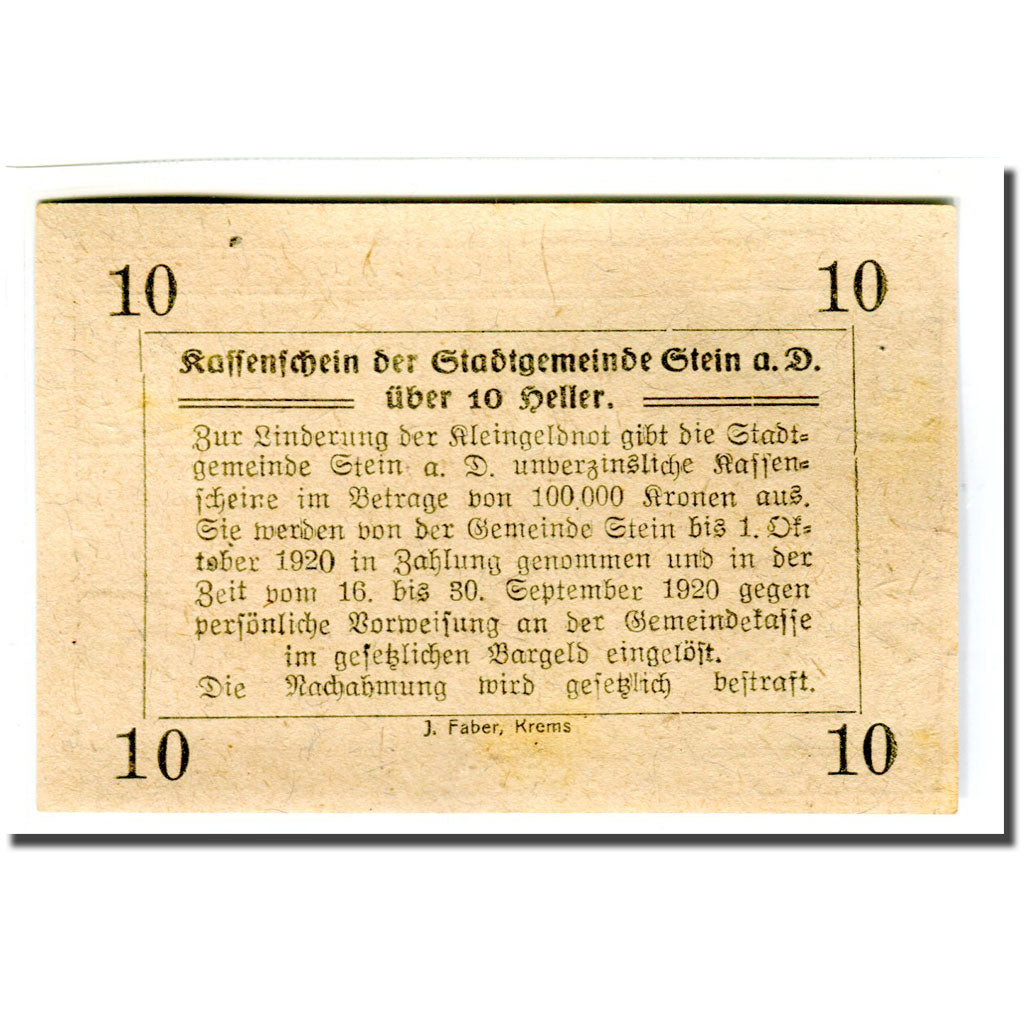 10 10
Kassenschein der Stadtgemeinde Stein a. D.
über 10 Heller.
Zur Linderung der Kleingeldnot gibt die Stadt=
gemeinde Stein a. D. unverzinsliche Kassen=
scheine im Betrage von 100.000 Kronen aus.
Sie werden von der Gemeinde Stein bis 1. Ok=
tober 1920 in Zahlung genommen und in der
Zeit vom 16. bis 30. September 1920 gegen
persönliche Vorweisung an der Gemeindekasse
im gesetzlichen Bargeld eingelöst.
Die Nachahmung wird gesetzlich bestraft.
J. Faber, Krems
10 10